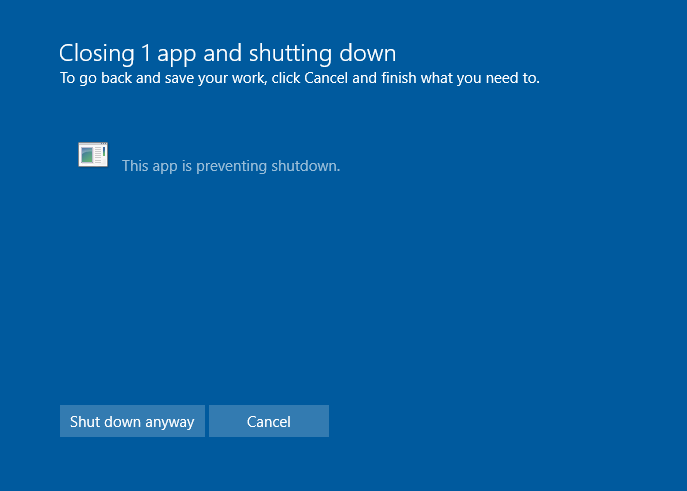 Closing 1 app and shutting down
To go back and save your work, click Cancel and finish what you need to.
This app is preventing shutdown.
Shut down anyway
Cancel